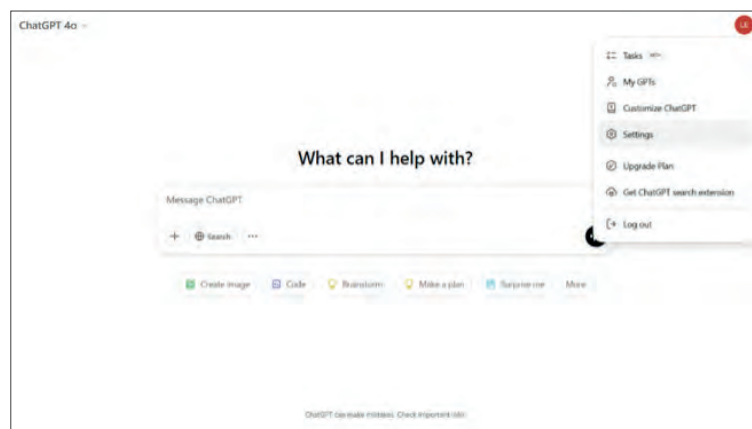 ChatGPT 4o
LE
Tasks BETA
My GPTs
Customize ChatGPT
Settings
Upgrade Plan
Get ChatGPT search extension
Log out
What can I help with?
Message ChatGPT
Search
Create image
Code
Brainstorm
Make a plan
Surprise me
More
ChatGPT can make mistakes. Check important info.